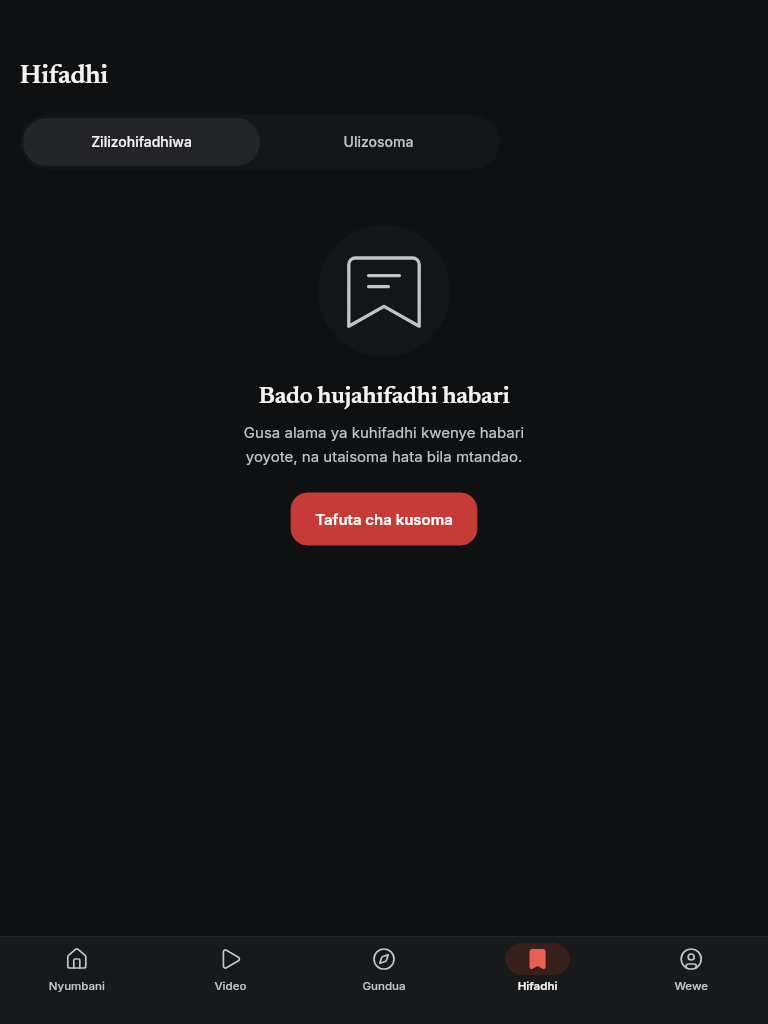 Hifadhi
Zilizohifadhiwa
Ulizosoma
Bado hujahifadhi habari
Gusa alama ya kuhifadhi kwenye habari
yoyote, na utaisoma hata bila mtandao.
Tafuta cha kusoma
Nyumbani
Video
Gundua
Hifadhi
Wewe